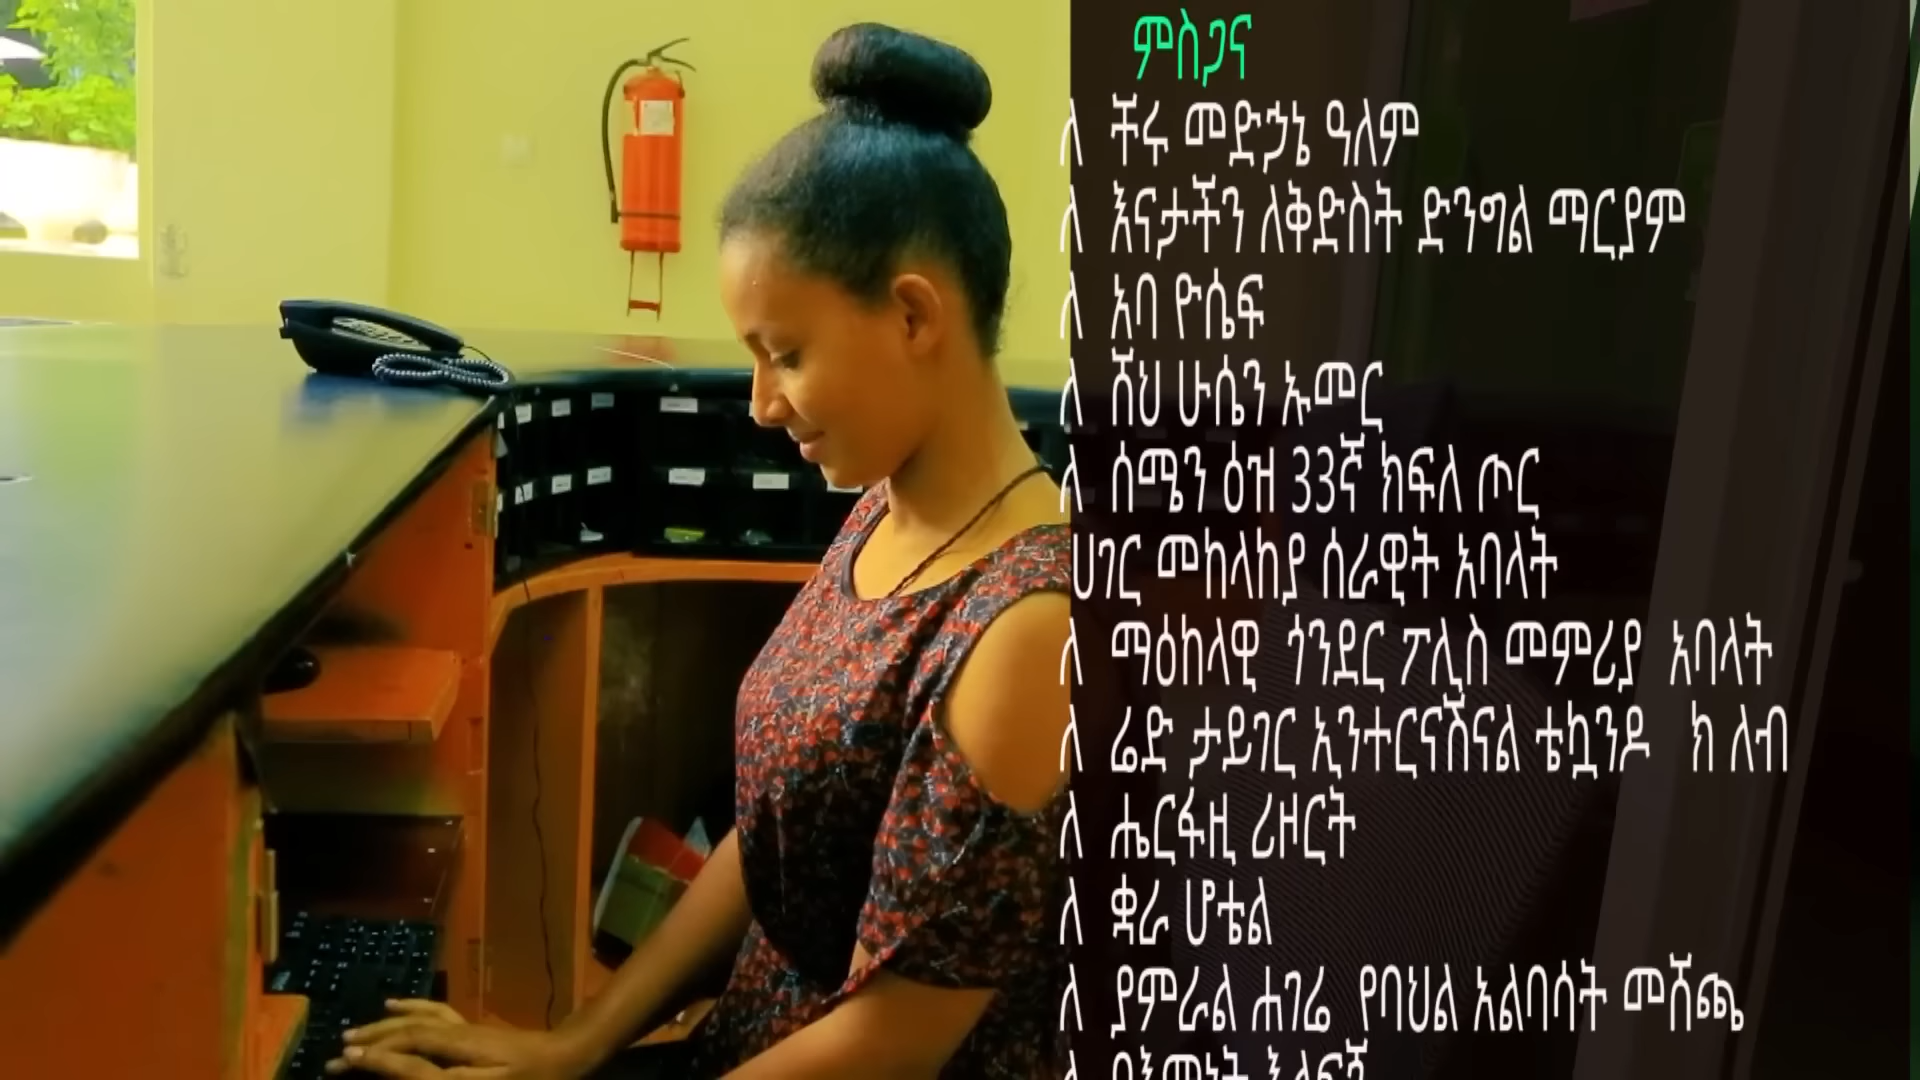 ምስጋና
ለ ቸሩ መድኃኔ ዓለም
ለ እናታችን ለቅድስት ድንግል ማርያም
ለ አባ ዮሴፍ
ለ ሸህ ሁሴን ኡመር
ለ ሰሜን ዕዝ 33ኛ ክፍለ ጦር
ሀገር መከላከያ ሰራዊት አባላት
ለ ማዕከላዊ ጎንደር ፖሊስ መምሪያ አባላት
ለ ሬድ ታይገር ኢንተርናሽናል ቴኳንዶ ክ ለብ
ለ ሔርፋዚ ሪዞርት
ለ ቋራ ሆቴል
ለ ያምራል ሐገሬ የባህል አልባሳት መሸጫ
ለ